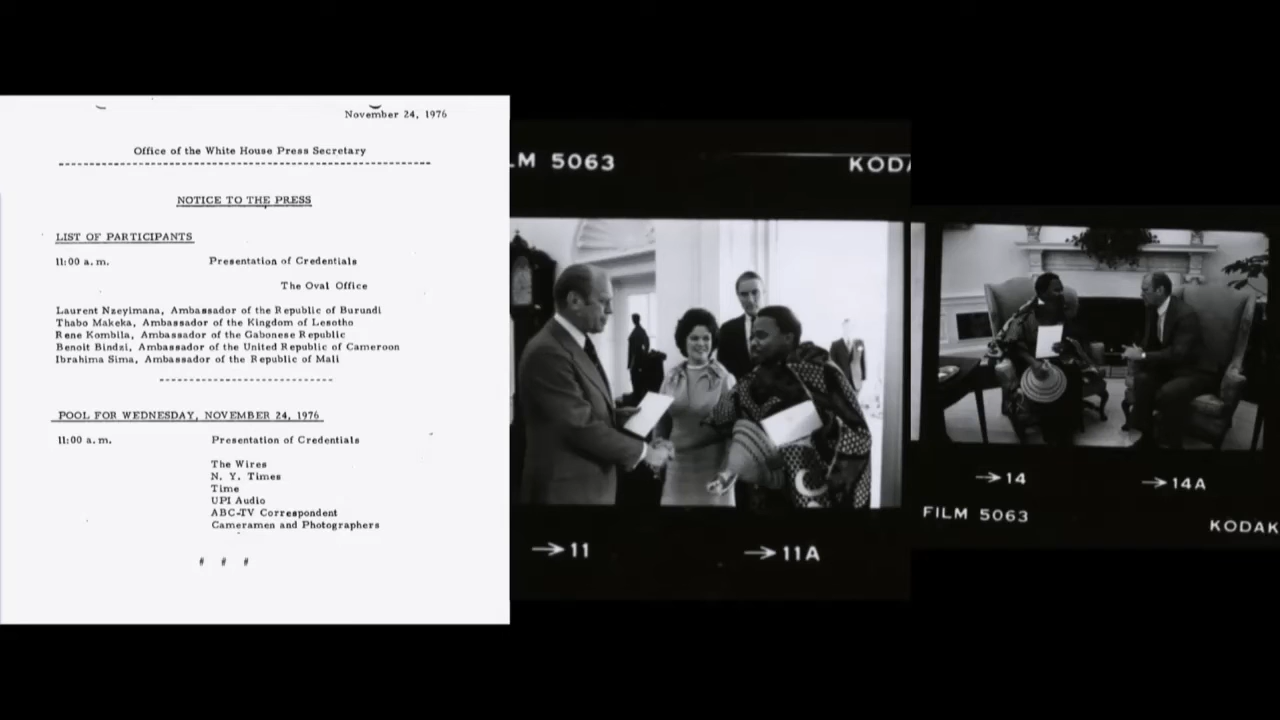 November 24, 1976
Office of the White House Press Secretary
NOTICE TO THE PRESS
LIST OF PARTICIPANTS
11:00 a.m. Presentation of Credentials
The Oval Office
Laurent Nzeyimana, Ambassador of the Republic of Burundi
Thabo Makeka, Ambassador of the Kingdom of Lesotho
Rene Kombila, Ambassador of the Gabonese Republic
Benoit Bindzi, Ambassador of the United Republic of Cameroon
Ibrahima Sima, Ambassador of the Republic of Mali
POOL FOR WEDNESDAY, NOVEMBER 24, 1976
11:00 a.m. Presentation of Credentials
The Wires
N. Y. Times
Time
UPI Audio
ABC-TV Correspondent
Cameramen and Photographers
# # #
LM 5063 KODA
→11 →11A
→14 →14A
FILM 5063 KODAK